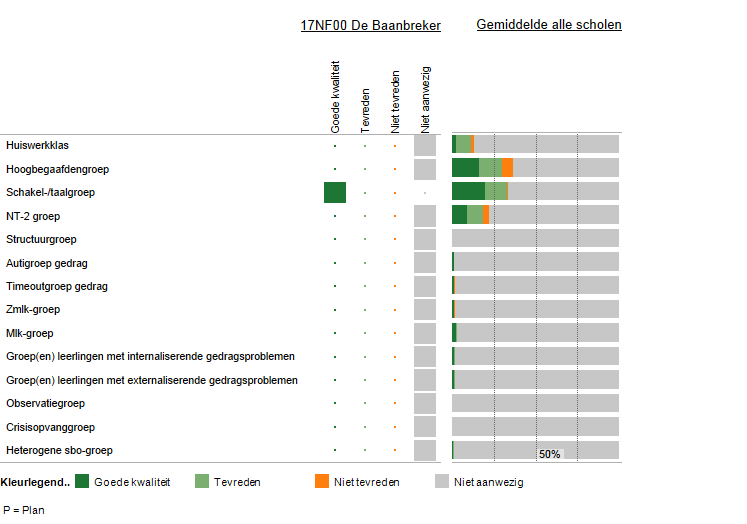 17NF00 De Baanbreker
Gemiddelde alle scholen
Goede kwaliteit
Tevreden
Niet tevreden
Niet aanwezig
Huiswerkklas
Hoogbegaafdengroep
Schakel-/taalgroep
NT-2 groep
Structuurgroep
Autigroep gedrag
Timeoutgroep gedrag
Zmlk-groep
Mlk-groep
Groep(en) leerlingen met internaliserende gedragsproblemen
Groep(en) leerlingen met externaliserende gedragsproblemen
Observatiegroep
Crisisopvanggroep
Heterogene sbo-groep
50%
Kleurlegend.. Goede kwaliteit Tevreden Niet tevreden Niet aanwezig
P = Plan